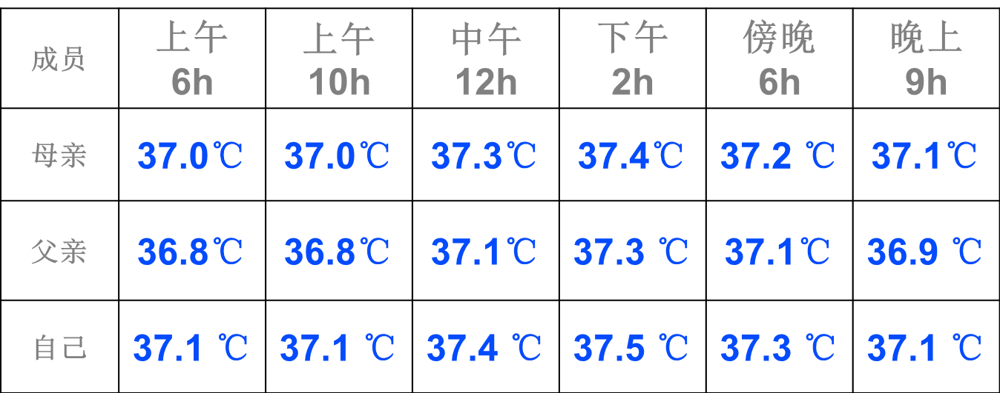 成员 上午 6h 上午 10h 中午 12h 下午 2h 傍晚 6h 晚上 9h
母亲 37.0℃ 37.0℃ 37.3℃ 37.4℃ 37.2 ℃ 37.1℃
父亲 36.8℃ 36.8℃ 37.1℃ 37.3 ℃ 37.1℃ 36.9 ℃
自己 37.1 ℃ 37.1 ℃ 37.4 ℃ 37.5 ℃ 37.3 ℃ 37.1 ℃